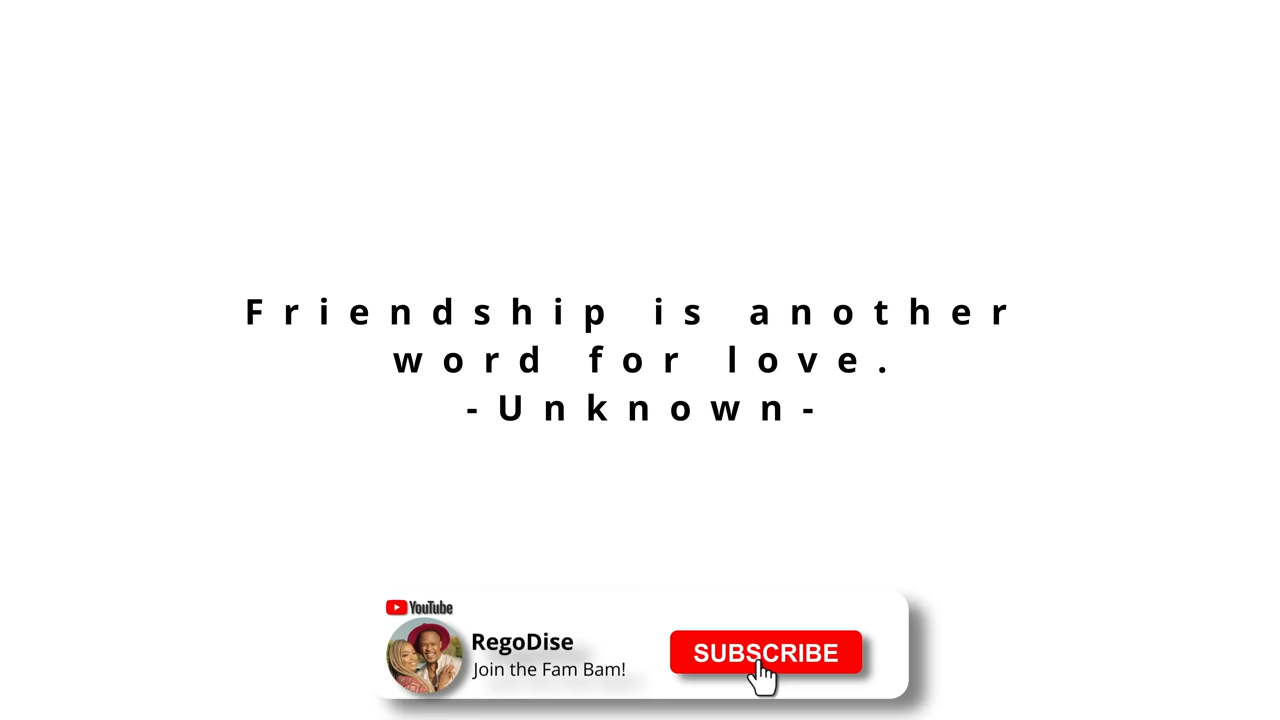 Friendship is another
word for love.
-Unknown-
YouTube
RegoDise
Join the Fam Bam!
SUBSCRIBE